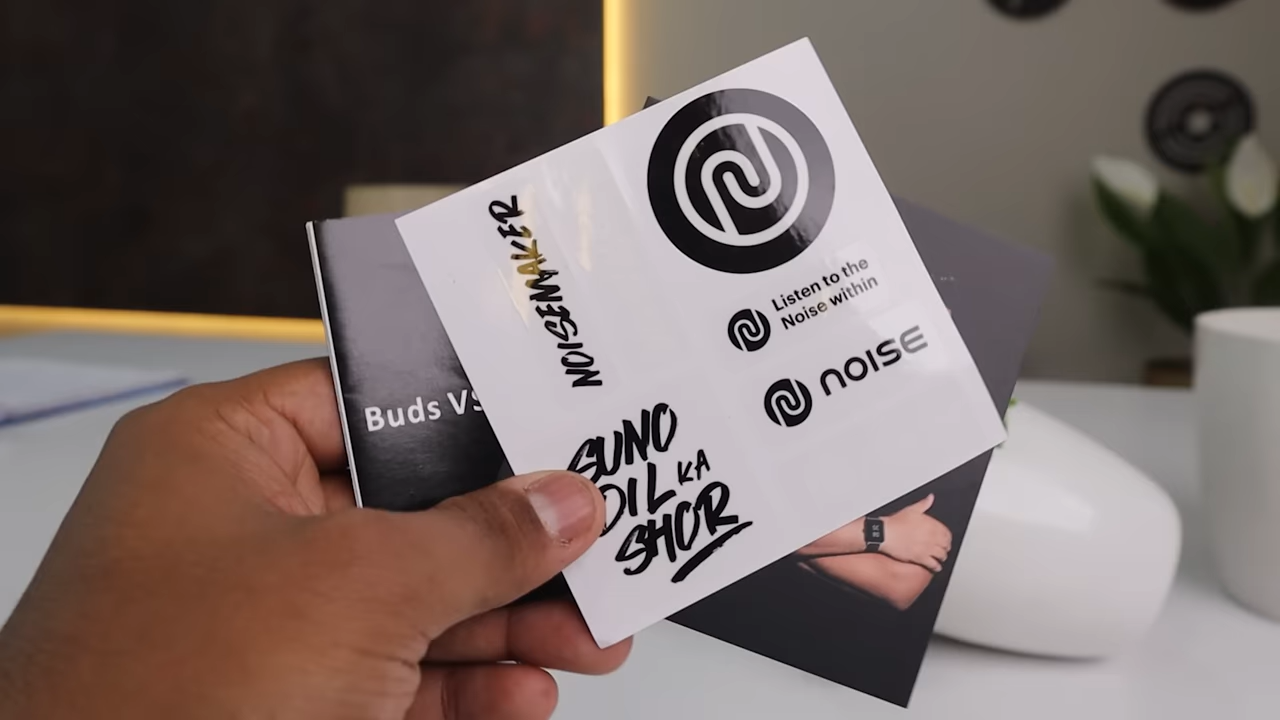 NOISEMAKER
Listen to the
Noise within
NOISE
SUNO
DIL KA
SHOR
Buds VS